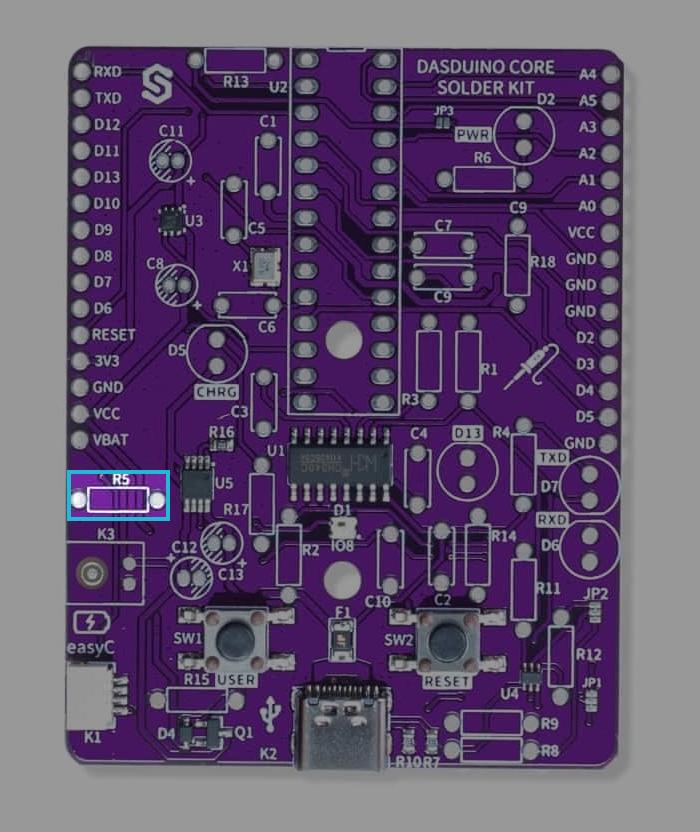 DASDUINO CORE
SOLDER KIT
RXD
TXD
D12
D11
D13
D10
D9
D8
D7
D6
RESET
3V3
GND
VCC
VBAT
A4
A5
A3
A2
A1
A0
VCC
GND
GND
GND
D2
D3
D4
D5
GND
R13
U2
JP3
D2
PWR
C11
C1
R6
U3
C5
C7
C9
X1
R18
C8
C9
C6
D5
CHRG
R3
R1
C3
R16
U1
C4
D13
R4
TXD
D7
R5
U5
R17
D1
IO8
R14
RXD
D6
K3
C12
C13
R2
C10
C2
R11
JP2
F1
SW1
USER
SW2
RESET
R12
easyC
R15
U4
JP1
K1
D4
Q1
K2
R10
R7
R9
R8
CH340C